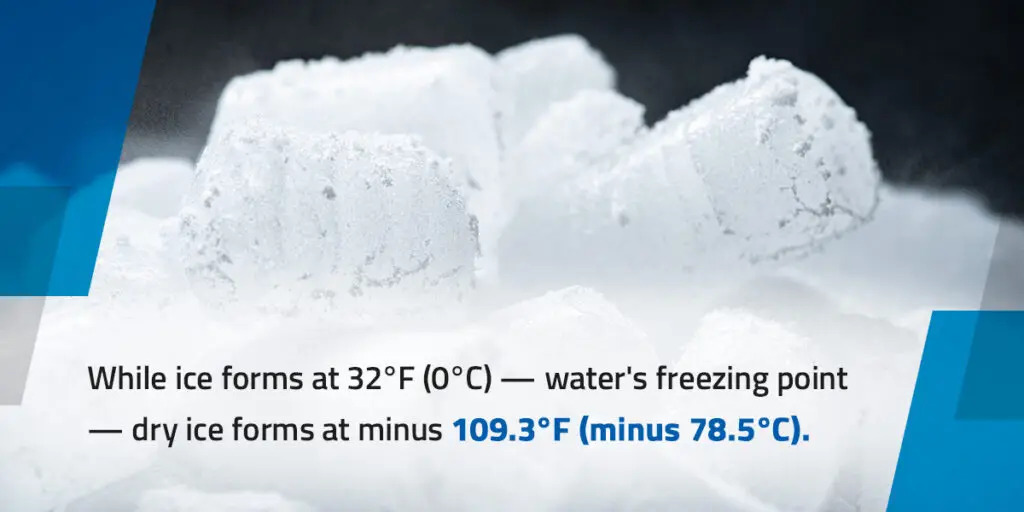 While ice forms at 32°F (0°C) — water's freezing point
— dry ice forms at minus 109.3°F (minus 78.5°C).